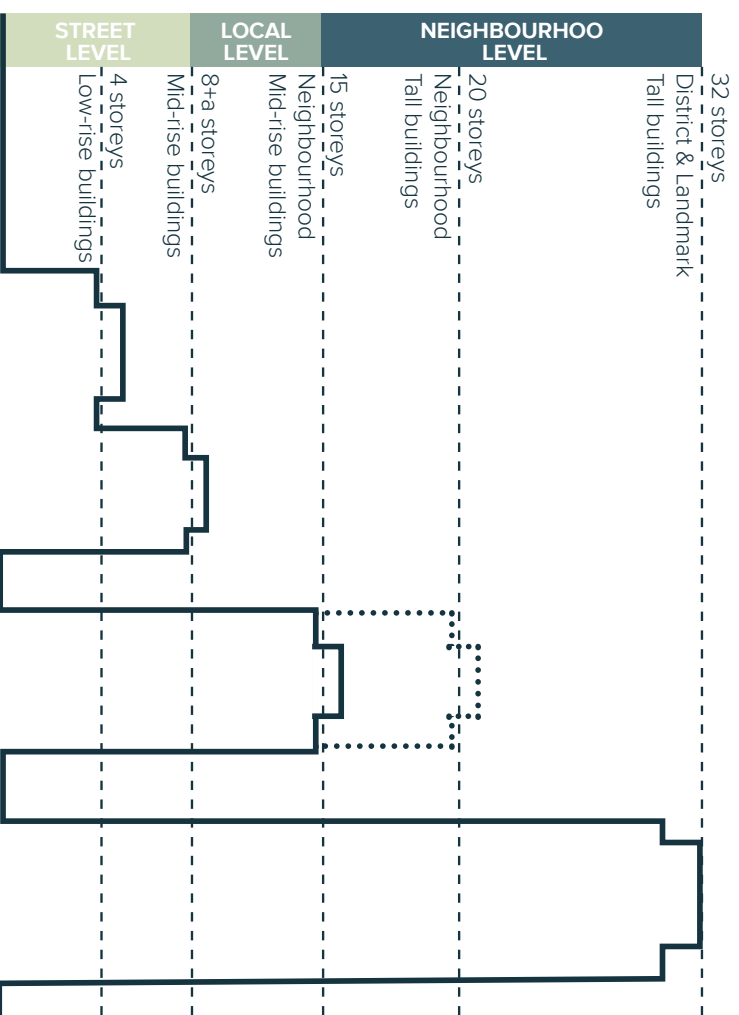 STREET
LEVEL
LOCAL
LEVEL
NEIGHBOURHOO
LEVEL
4 storeys
Low-rise buildings
8+a storeys
Mid-rise buildings
15 storeys
Neighbourhood
Mid-rise buildings
20 storeys
Neighbourhood
Tall buildings
32 storeys
District & Landmark
Tall buildings